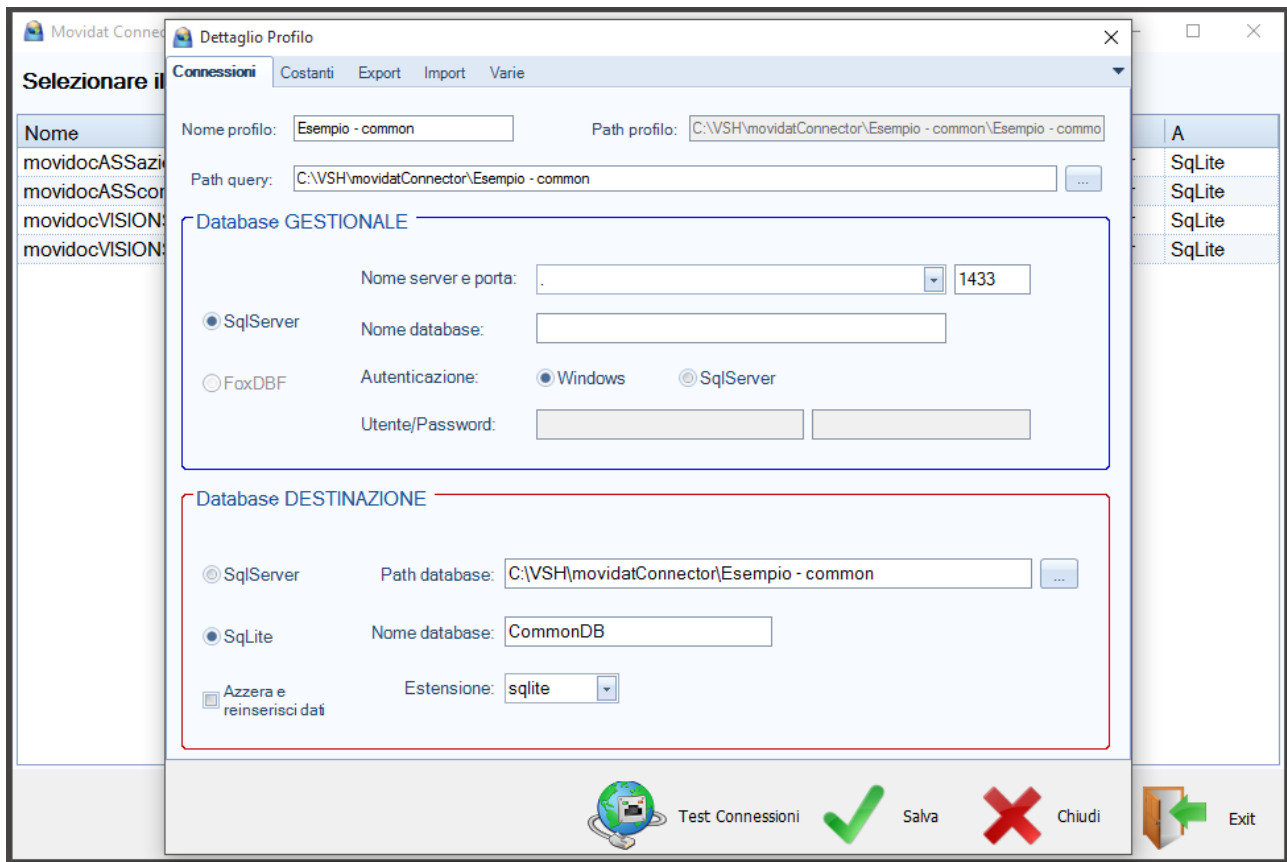 Movidat Connec
Dettaglio Profilo
Selezionare il
Connessioni Costanti Export Import Varie
Nome profilo: Esempio - common Path profilo: C:\VSH\movidatConnector\Esempio - common\Esempio - commo
Path query: C:\VSH\movidatConnector\Esempio - common ...
Nome A
movidocASSazi SqLite
movidocASScor SqLite
movidocVISION SqLite
movidocVISION SqLite
Database GESTIONALE
Nome server e porta: . 1433
SqlServer
Nome database:
FoxDBF
Autenticazione: Windows SqlServer
Utente/Password:
Database DESTINAZIONE
SqlServer Path database: C:\VSH\movidatConnector\Esempio - common ...
SqLite Nome database: CommonDB
Azzera e
reinserisci dati
Estensione: sqlite
Test Connessioni Salva Chiudi Exit